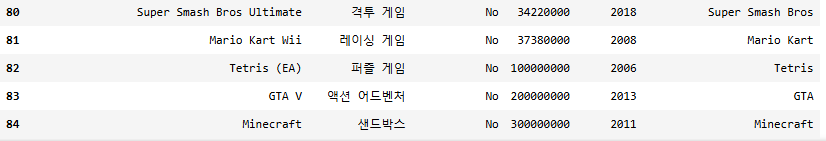 80 Super Smash Bros Ultimate 격투 게임 No 34220000 2018 Super Smash Bros
81 Mario Kart Wii 레이싱 게임 No 37380000 2008 Mario Kart
82 Tetris (EA) 퍼즐 게임 No 100000000 2006 Tetris
83 GTA V 액션 어드벤처 No 200000000 2013 GTA
84 Minecraft 샌드박스 No 300000000 2011 Minecraft